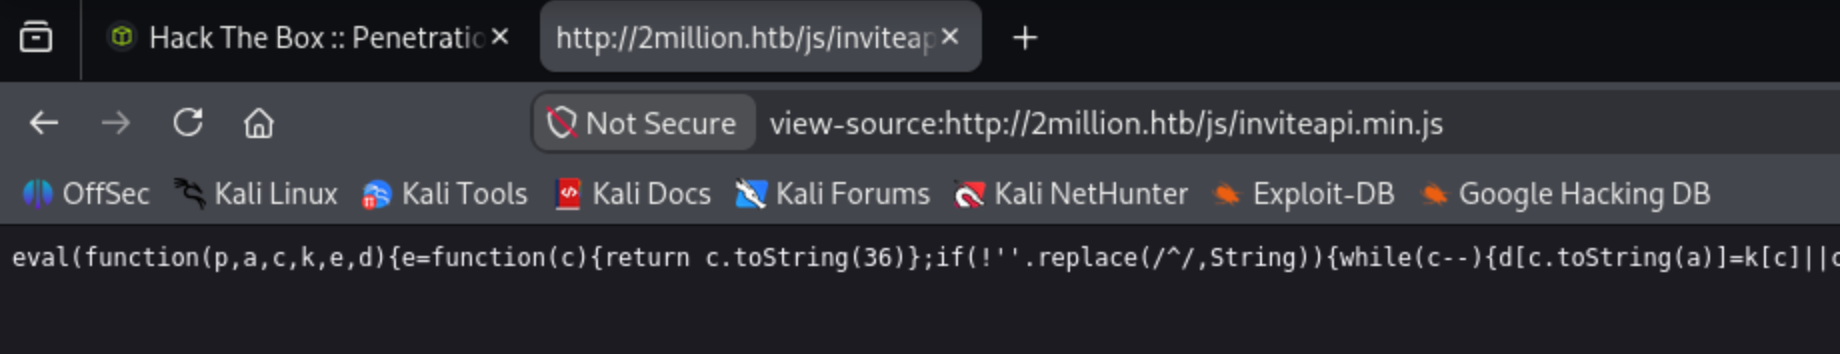 Hack The Box :: Penetratio
http://2million.htb/js/inviteap
Not Secure
view-source:http://2million.htb/js/inviteapi.min.js
OffSec Kali Linux Kali Tools Kali Docs Kali Forums Kali NetHunter Exploit-DB Google Hacking DB
eval(function(p,a,c,k,e,d){e=function(c){return c.toString(36)};if(!''.replace(/^/,String)){while(c--){d[c.toString(a)]=k[c]||c